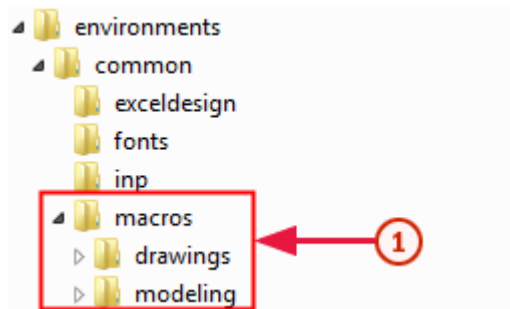 environments
common
exceldesign
fonts
inp
macros
drawings
1
modeling